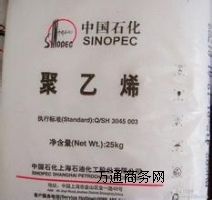 中国石化
SINOPEC
SINOPEC
聚乙烯
执行标准(Standard):Q/SH 3045 003
净含量(Net Wt.):25kg
中国石化上海石油化工股份有限公司
SINOPEC SHANGHAI PETROCHEMICAL
万通商务网